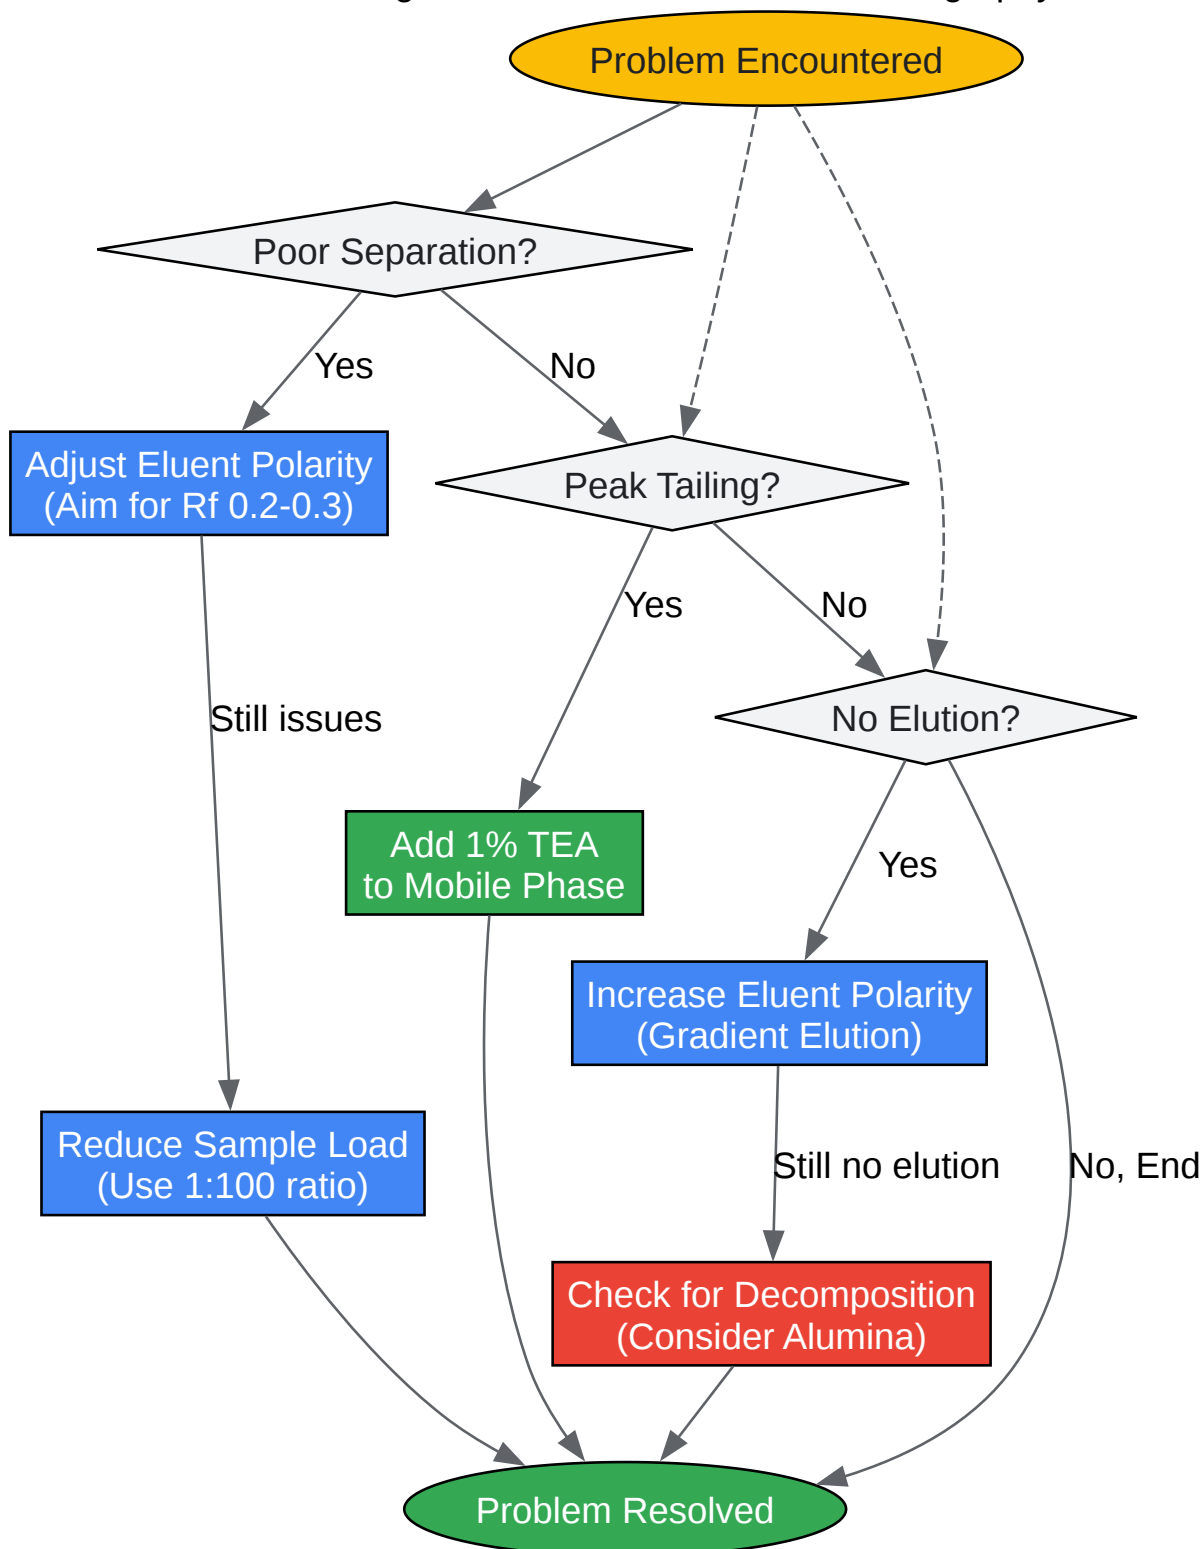 Problem Encountered
Poor Separation?
Yes
No
Adjust Eluent Polarity
(Aim for Rf 0.2-0.3)
Peak Tailing?
Yes
No
Still issues
No Elution?
Add 1% TEA
to Mobile Phase
Yes
Increase Eluent Polarity
(Gradient Elution)
Reduce Sample Load
(Use 1:100 ratio)
Still no elution
No, End
Check for Decomposition
(Consider Alumina)
Problem Resolved